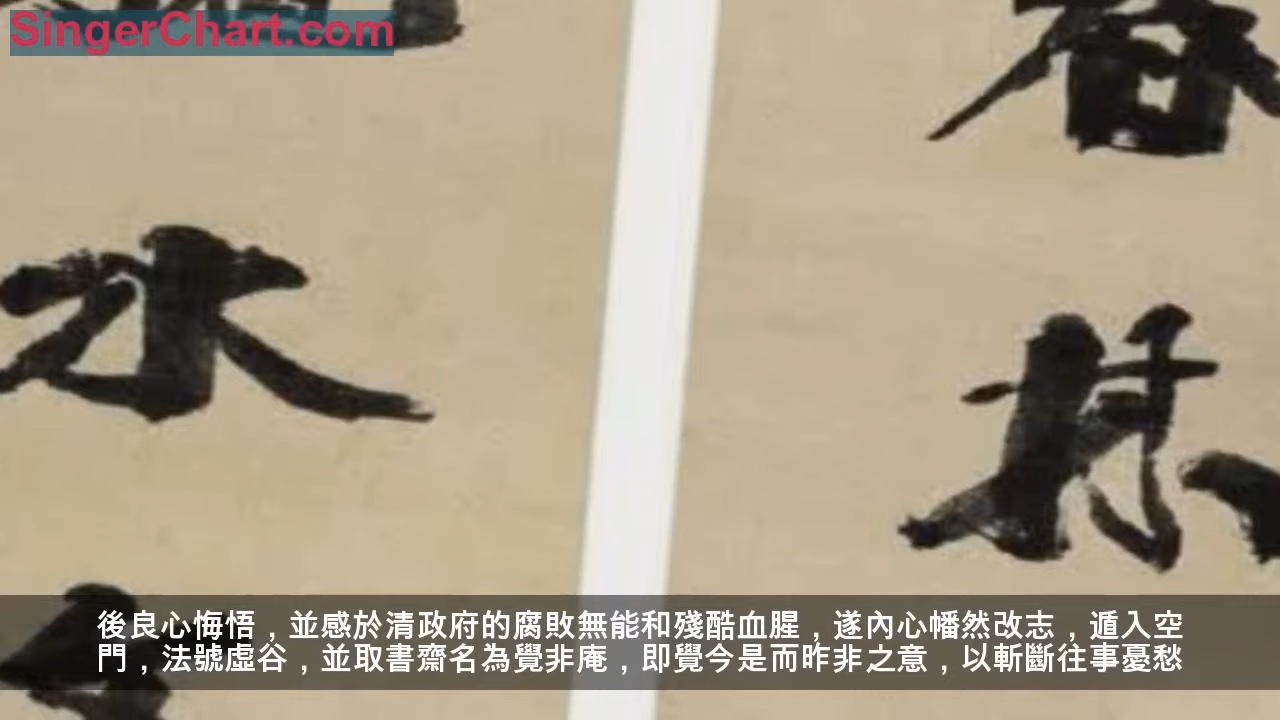 SingerChart.com
春
水
後良心悔悟，並感於清政府的腐敗無能和殘酷血腥，遂內心幡然改志，遁入空
門，法號虛谷，並取書齋名為覺非庵，即覺今是而昨非之意，以斬斷往事憂愁